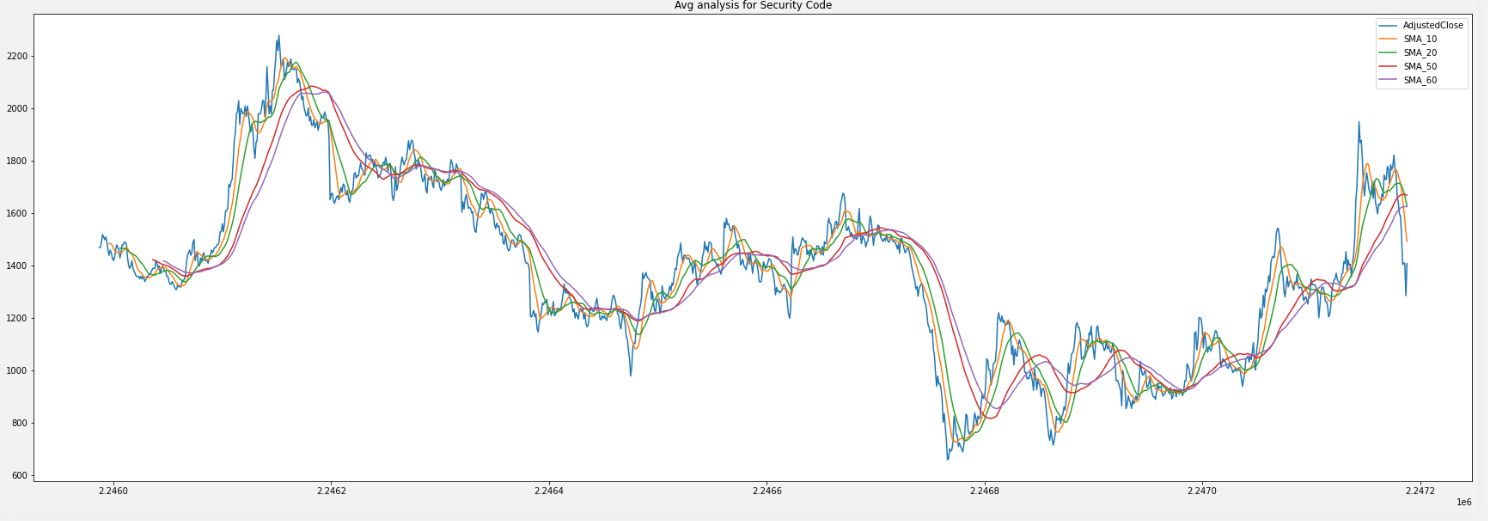 Avg analysis for Security Code
AdjustedClose
SMA_10
SMA_20
SMA_50
SMA_60
2200
2000
1800
1600
1400
1200
1000
800
600
2.2460 2.2462 2.2464 2.2466 2.2468 2.2470 2.2472
1e6